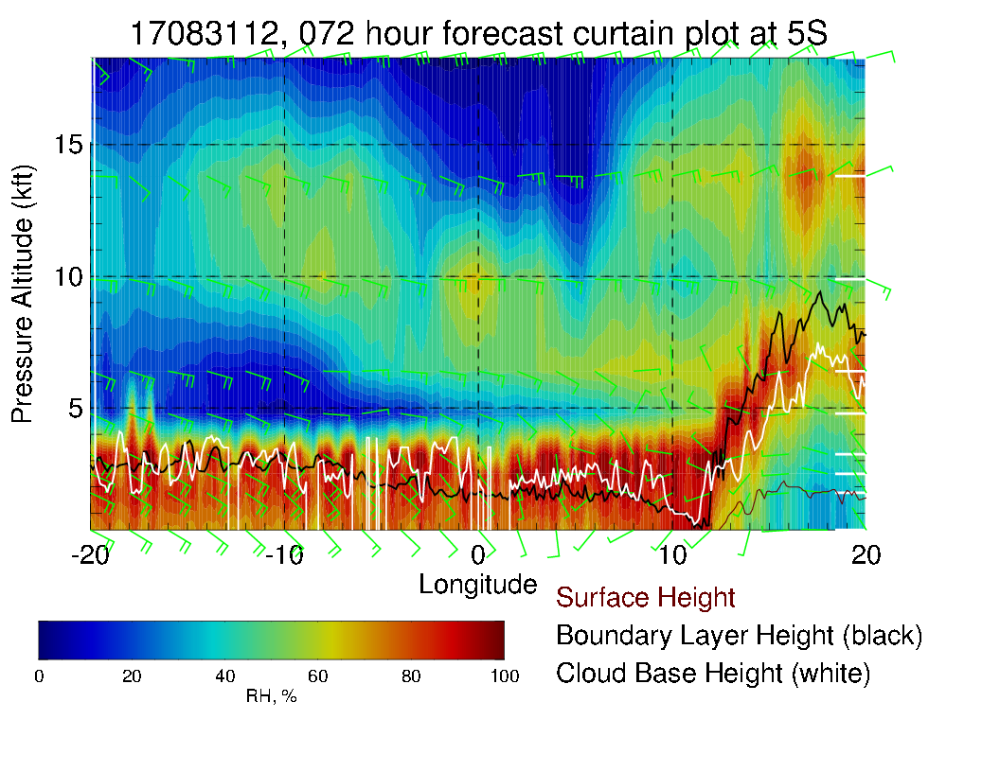 17083112, 072 hour forecast curtain plot at 5S
Pressure Altitude (kft)
15
10
5
-20
-10
0
10
20
Longitude
Surface Height
Boundary Layer Height (black)
Cloud Base Height (white)
0
20
40
60
80
100
RH, %